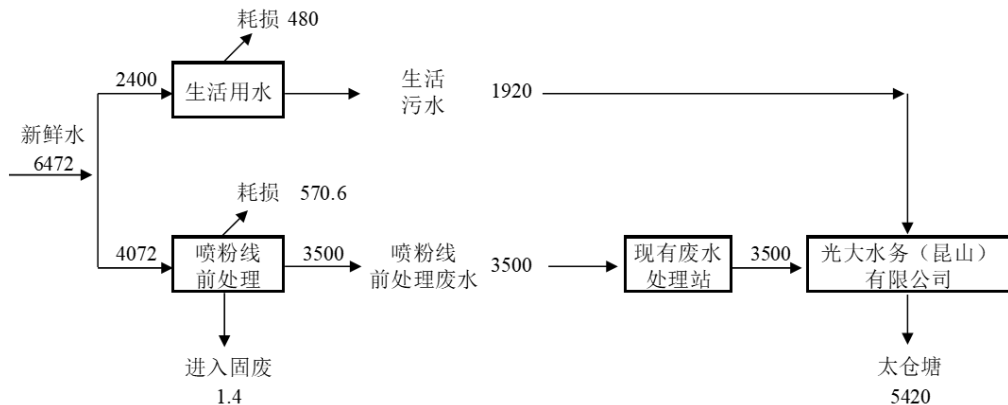 耗损 480
2400
生活用水
生活
污水
1920
新鲜水
6472
耗损 570.6
4072
喷粉线
前处理
3500
喷粉线
前处理废水
3500
现有废水
处理站
3500
光大水务（昆山）
有限公司
进入固废
1.4
太仓塘
5420